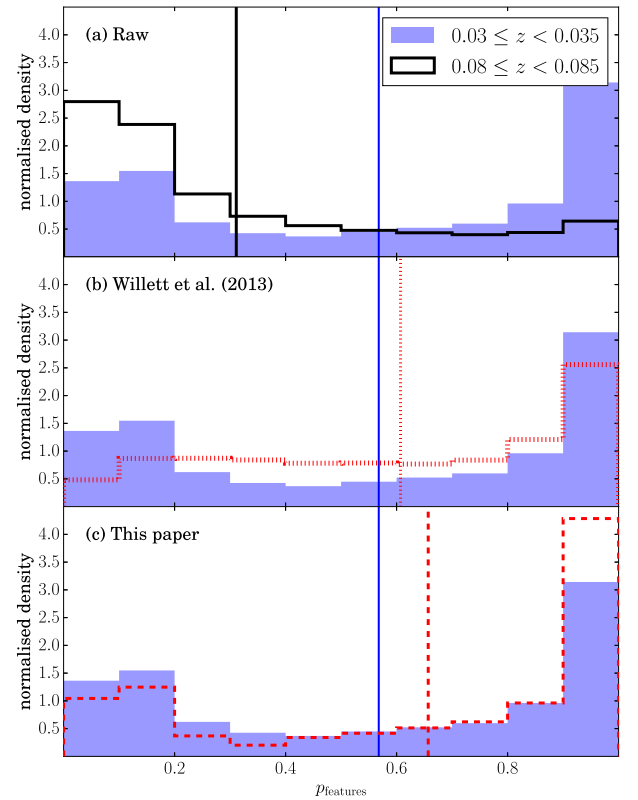 (a) Raw
0.03 ≤ z < 0.035
0.08 ≤ z < 0.085
normalised density
4.0
3.5
3.0
2.5
2.0
1.5
1.0
0.5
(b) Willett et al. (2013)
normalised density
4.0
3.5
3.0
2.5
2.0
1.5
1.0
0.5
(c) This paper
normalised density
4.0
3.5
3.0
2.5
2.0
1.5
1.0
0.5
0.2 0.4 0.6 0.8
p_features